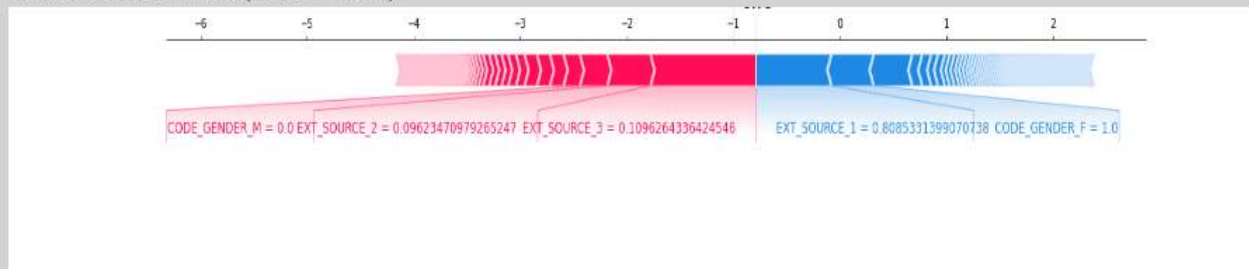 -6 -5 -4 -3 -2 -1 0 1 2
CODE_GENDER_M = 0.0 EXT_SOURCE_2 = 0.09623470979265247 EXT_SOURCE_3 = 0.1096264336424546 EXT_SOURCE_1 = 0.8085331399070738 CODE_GENDER_F = 1.0